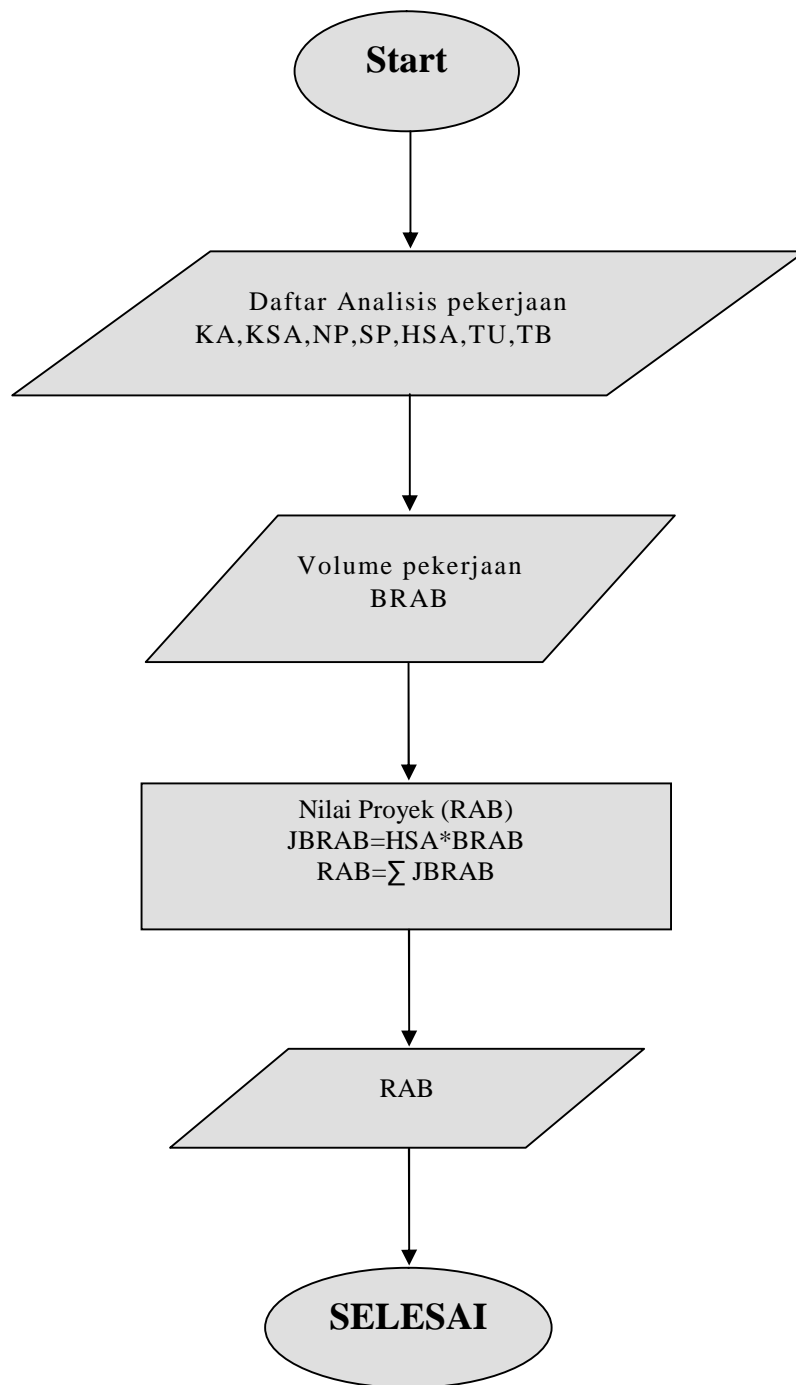 Start
Daftar Analisis pekerjaan
KA,KSA,NP,SP,HSA,TU,TB
Volume pekerjaan
BRAB
Nilai Proyek (RAB)
JBRAB=HSA*BRAB
RAB=∑ JBRAB
RAB
SELESAI